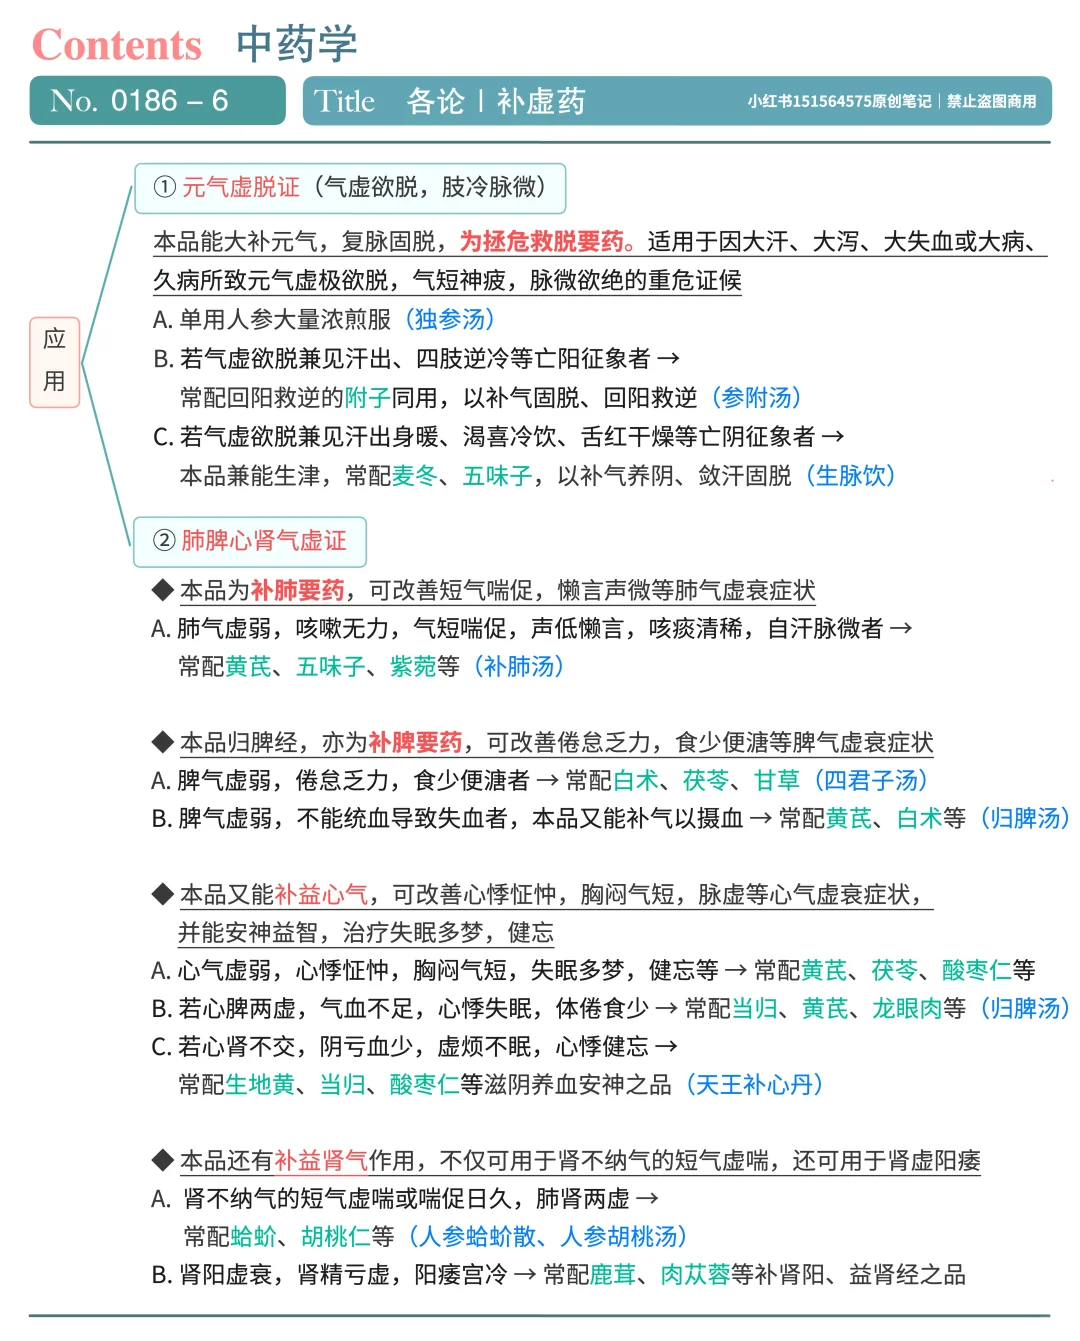 Contents 中药学
No. 0186 – 6
Title 各论丨补虚药
小红书151564575原创笔记｜禁止盗图商用
应用
① 元气虚脱证（气虚欲脱，肢冷脉微）
本品能大补元气，复脉固脱，为拯危救脱要药。适用于因大汗、大泻、大失血或大病、
久病所致元气虚极欲脱，气短神疲，脉微欲绝的重危证候
A. 单用人参大量浓煎服（独参汤）
B. 若气虚欲脱兼见汗出、四肢逆冷等亡阳征象者 →
常配回阳救逆的附子同用，以补气固脱、回阳救逆（参附汤）
C. 若气虚欲脱兼见汗出身暖、渴喜冷饮、舌红干燥等亡阴征象者 →
本品兼能生津，常配麦冬、五味子，以补气养阴、敛汗固脱（生脉饮）
② 肺脾心肾气虚证
◆ 本品为补肺要药，可改善短气喘促，懒言声微等肺气虚衰症状
A. 肺气虚弱，咳嗽无力，气短喘促，声低懒言，咳痰清稀，自汗脉微者 →
常配黄芪、五味子、紫菀等（补肺汤）
◆ 本品归脾经，亦为补脾要药，可改善倦怠乏力，食少便溏等脾气虚衰症状
A. 脾气虚弱，倦怠乏力，食少便溏者 → 常配白术、茯苓、甘草（四君子汤）
B. 脾气虚弱，不能统血导致失血者，本品又能补气以摄血 → 常配黄芪、白术等（归脾汤）
◆ 本品又能补益心气，可改善心悸怔忡，胸闷气短，脉虚等心气虚衰症状，
并能安神益智，治疗失眠多梦，健忘
A. 心气虚弱，心悸怔忡，胸闷气短，失眠多梦，健忘等 → 常配黄芪、茯苓、酸枣仁等
B. 若心脾两虚，气血不足，心悸失眠，体倦食少 → 常配当归、黄芪、龙眼肉等（归脾汤）
C. 若心肾不交，阴亏血少，虚烦不眠，心悸健忘 →
常配生地黄、当归、酸枣仁等滋阴养血安神之品（天王补心丹）
◆ 本品还有补益肾气作用，不仅可用于肾不纳气的短气虚喘，还可用于肾虚阳痿
A. 肾不纳气的短气虚喘或喘促日久，肺肾两虚 →
常配蛤蚧、胡桃仁等（人参蛤蚧散、人参胡桃汤）
B. 肾阳虚衰，肾精亏虚，阳痿宫冷 → 常配鹿茸、肉苁蓉等补肾阳、益肾经之品